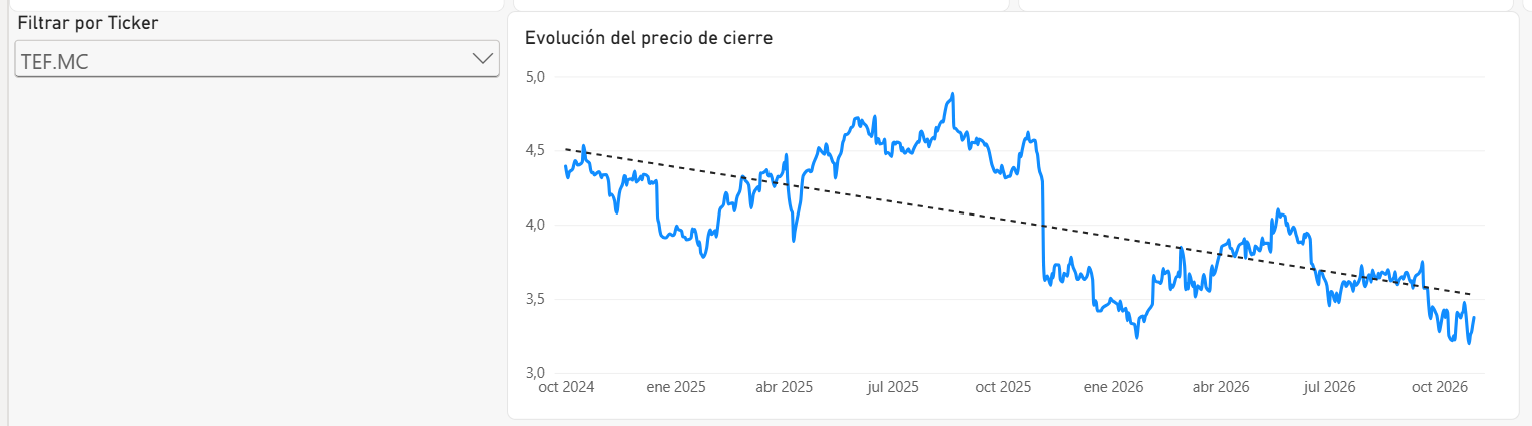 Filtrar por Ticker
TEF.MC
Evolución del precio de cierre
5,0
4,5
4,0
3,5
3,0
oct 2024 ene 2025 abr 2025 jul 2025 oct 2025 ene 2026 abr 2026 jul 2026 oct 2026